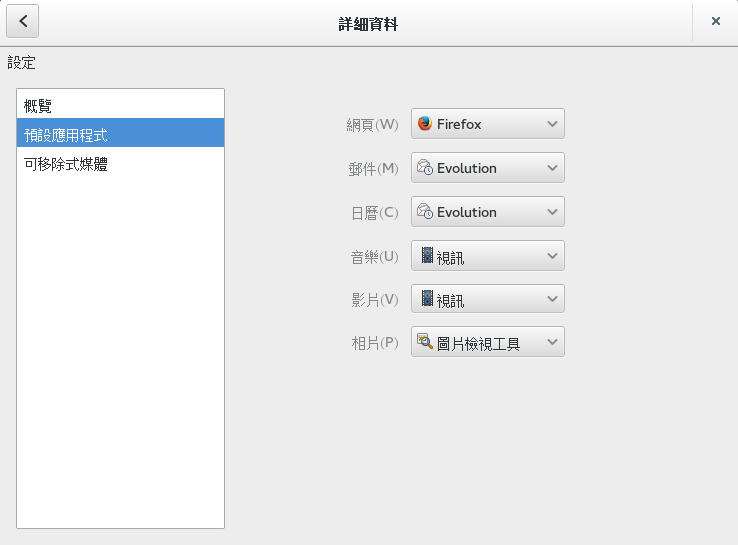 詳細資料
設定
概覽
預設應用程式
可移除式媒體
網頁(W) Firefox
郵件(M) Evolution
日曆(C) Evolution
音樂(U) 視訊
影片(V) 視訊
相片(P) 圖片檢視工具